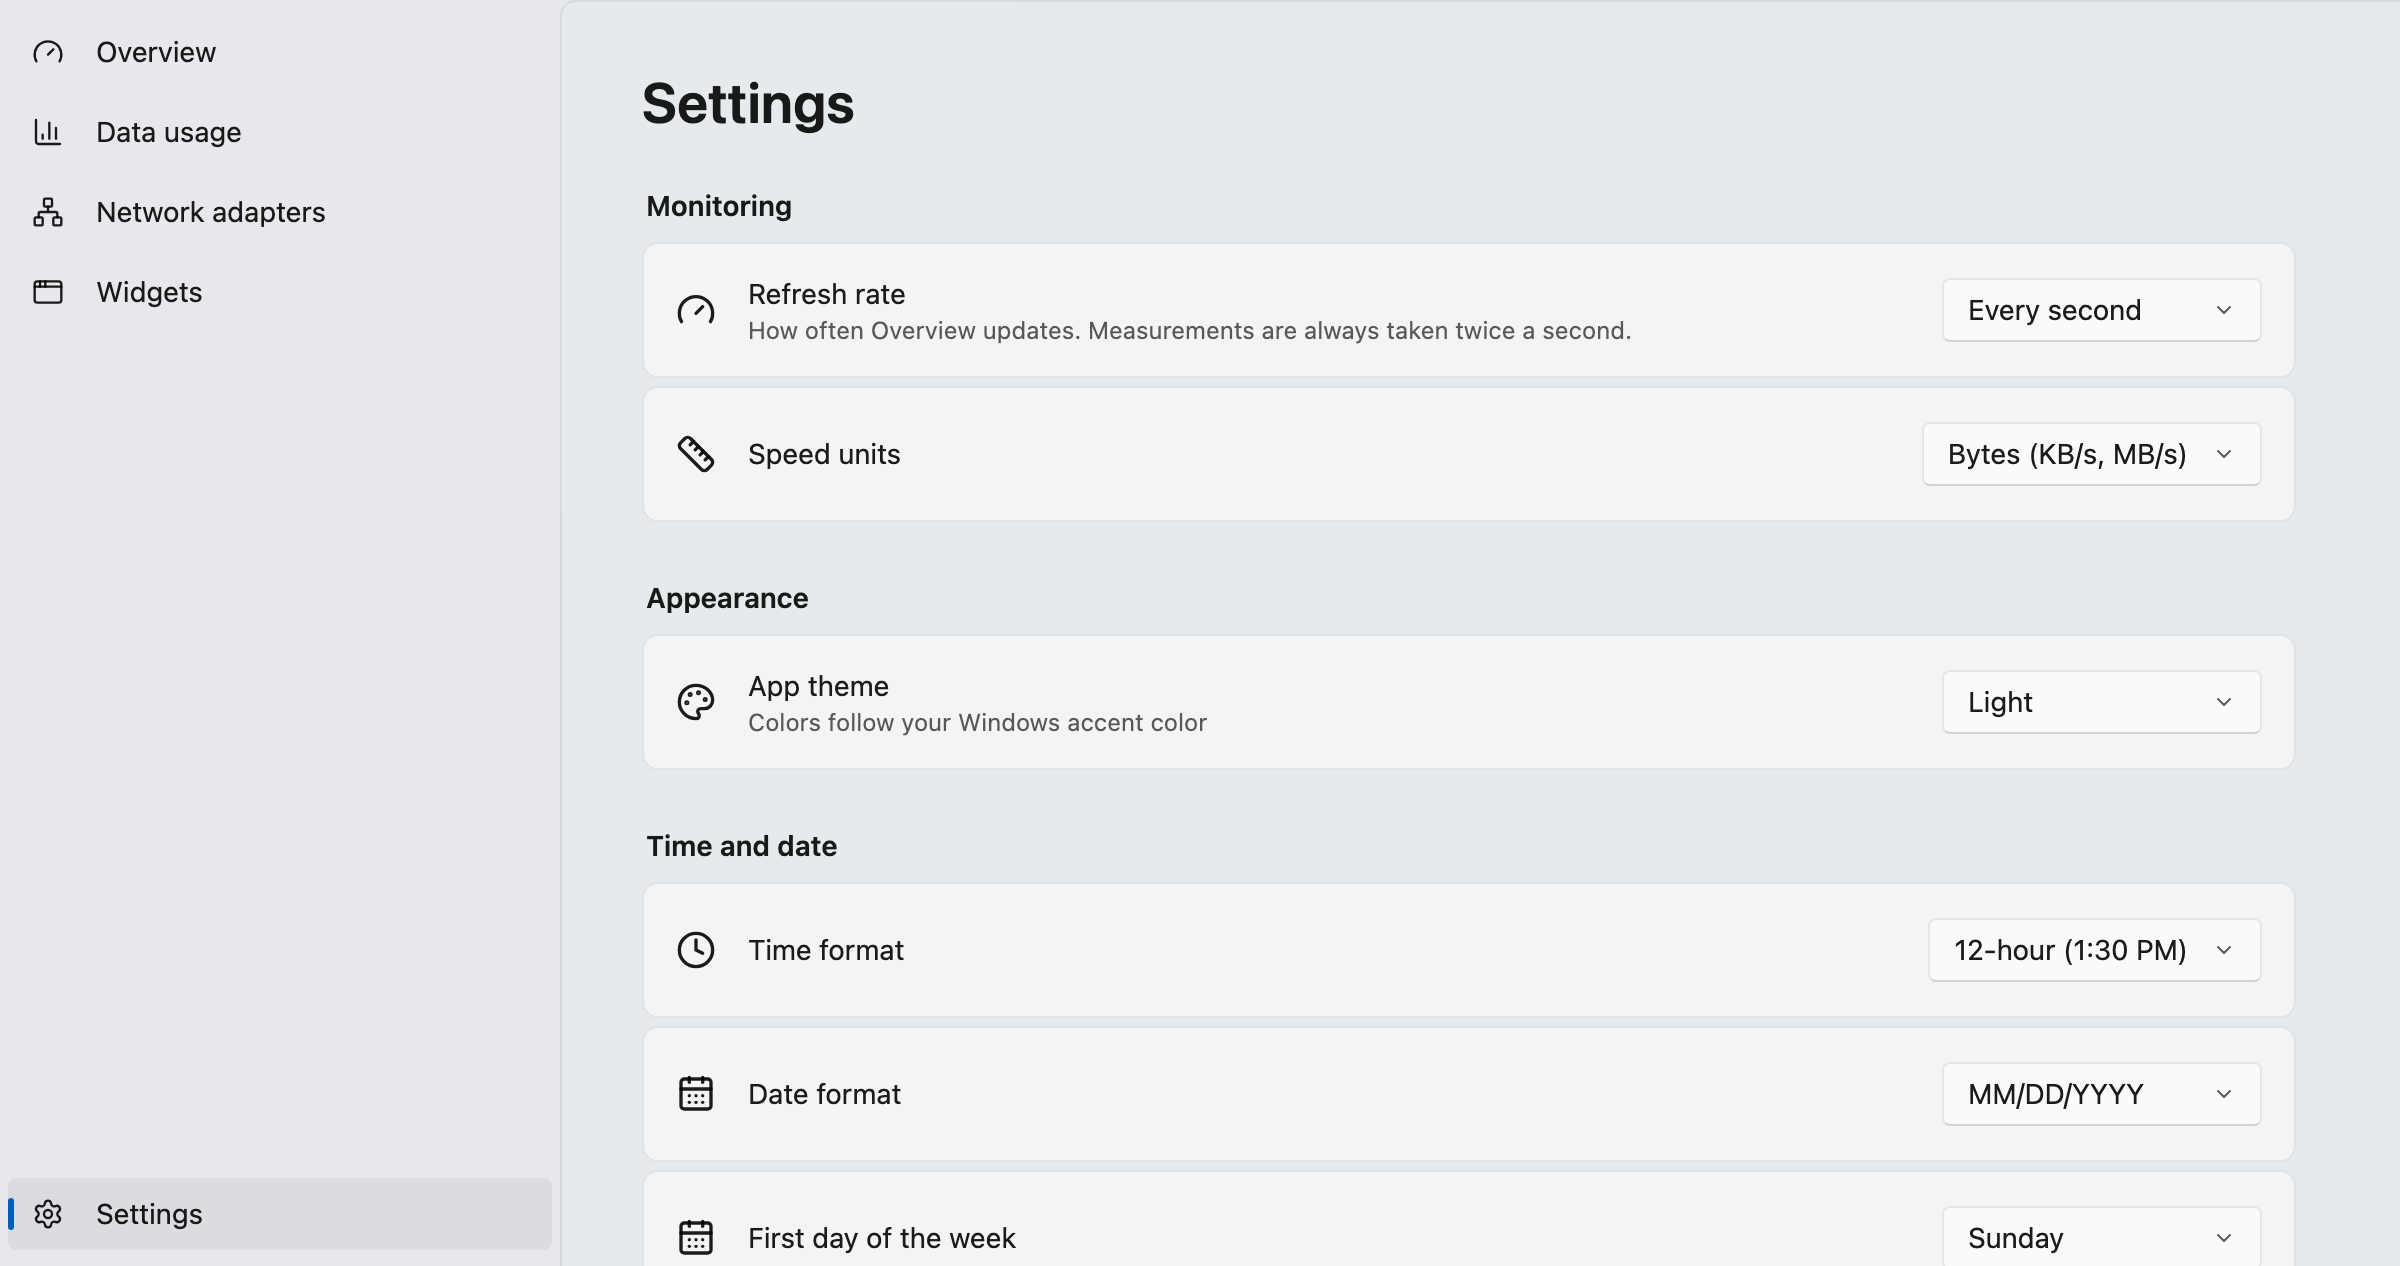 Overview
Data usage
Network adapters
Widgets
Settings
Settings
Monitoring
Refresh rate
How often Overview updates. Measurements are always taken twice a second.
Every second
Speed units
Bytes (KB/s, MB/s)
Appearance
App theme
Colors follow your Windows accent color
Light
Time and date
Time format
12-hour (1:30 PM)
Date format
MM/DD/YYYY
First day of the week
Sunday